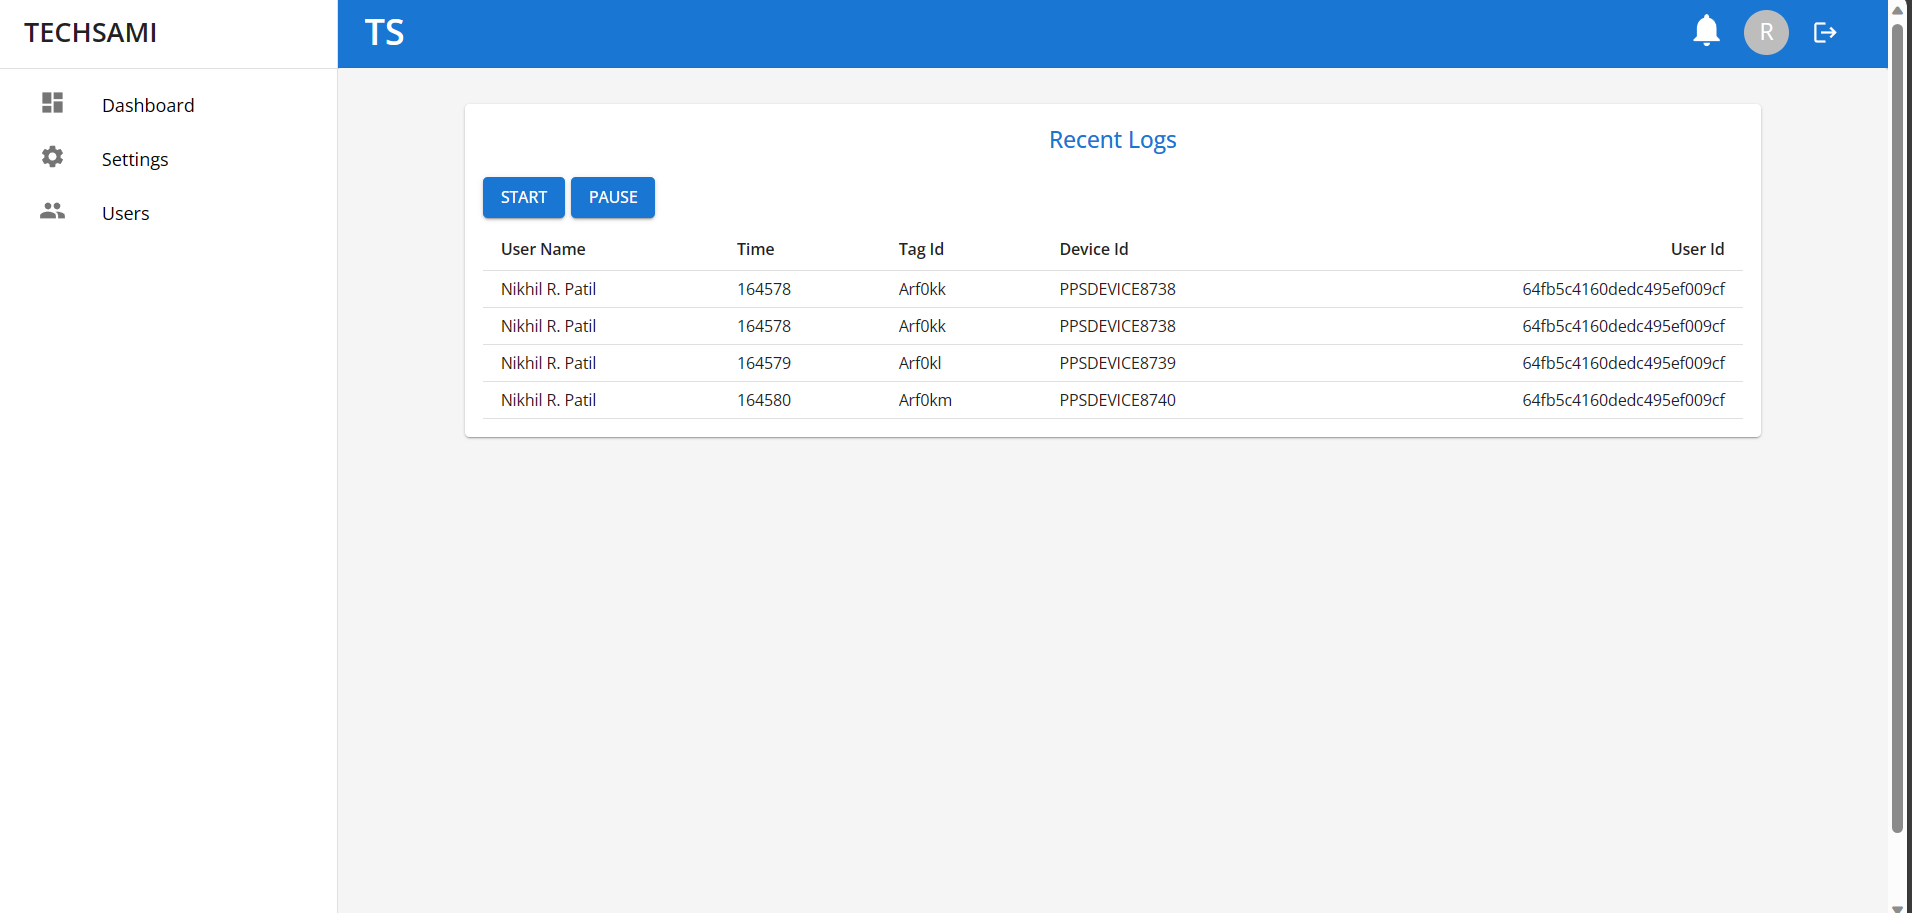 TECHSAMI
TS
R
Dashboard
Settings
Users
Recent Logs
START PAUSE
User Name Time Tag Id Device Id User Id
Nikhil R. Patil 164578 Arf0kk PPSDEVICE8738 64fb5c4160dedc495ef009cf
Nikhil R. Patil 164578 Arf0kk PPSDEVICE8738 64fb5c4160dedc495ef009cf
Nikhil R. Patil 164579 Arf0kl PPSDEVICE8739 64fb5c4160dedc495ef009cf
Nikhil R. Patil 164580 Arf0km PPSDEVICE8740 64fb5c4160dedc495ef009cf